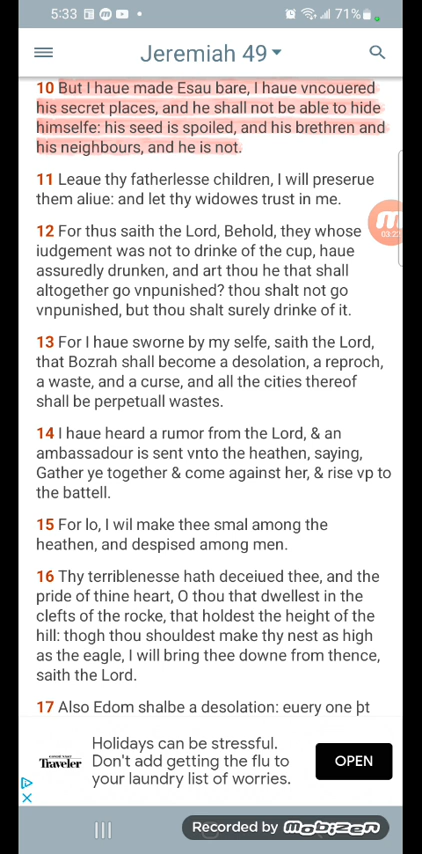 5:33 71%
Jeremiah 49
10 But I haue made Esau bare, I haue vncouered
his secret places, and he shall not be able to hide
himselfe: his seed is spoiled, and his brethren and
his neighbours, and he is not.
11 Leaue thy fatherlesse children, I will preserue
them aliue: and let thy widowes trust in me.
12 For thus saith the Lord, Behold, they whose
iudgement was not to drinke of the cup, haue
assuredly drunken, and art thou he that shall
altogether go vnpunished? thou shalt not go
vnpunished, but thou shalt surely drinke of it.
13 For I haue sworne by my selfe, saith the Lord,
that Bozrah shall become a desolation, a reproch,
a waste, and a curse, and all the cities thereof
shall be perpetuall wastes.
14 I haue heard a rumor from the Lord, & an
ambassadour is sent vnto the heathen, saying,
Gather ye together & come against her, & rise vp to
the battell.
15 For lo, I wil make thee smal among the
heathen, and despised among men.
16 Thy terriblenesse hath deceiued thee, and the
pride of thine heart, O thou that dwellest in the
clefts of the rocke, that holdest the height of the
hill: thogh thou shouldest make thy nest as high
as the eagle, I will bring thee downe from thence,
saith the Lord.
17 Also Edom shalbe a desolation: euery one þt
Holidays can be stressful.
Traveler Don't add getting the flu to OPEN
your laundry list of worries.
Recorded by mobizen